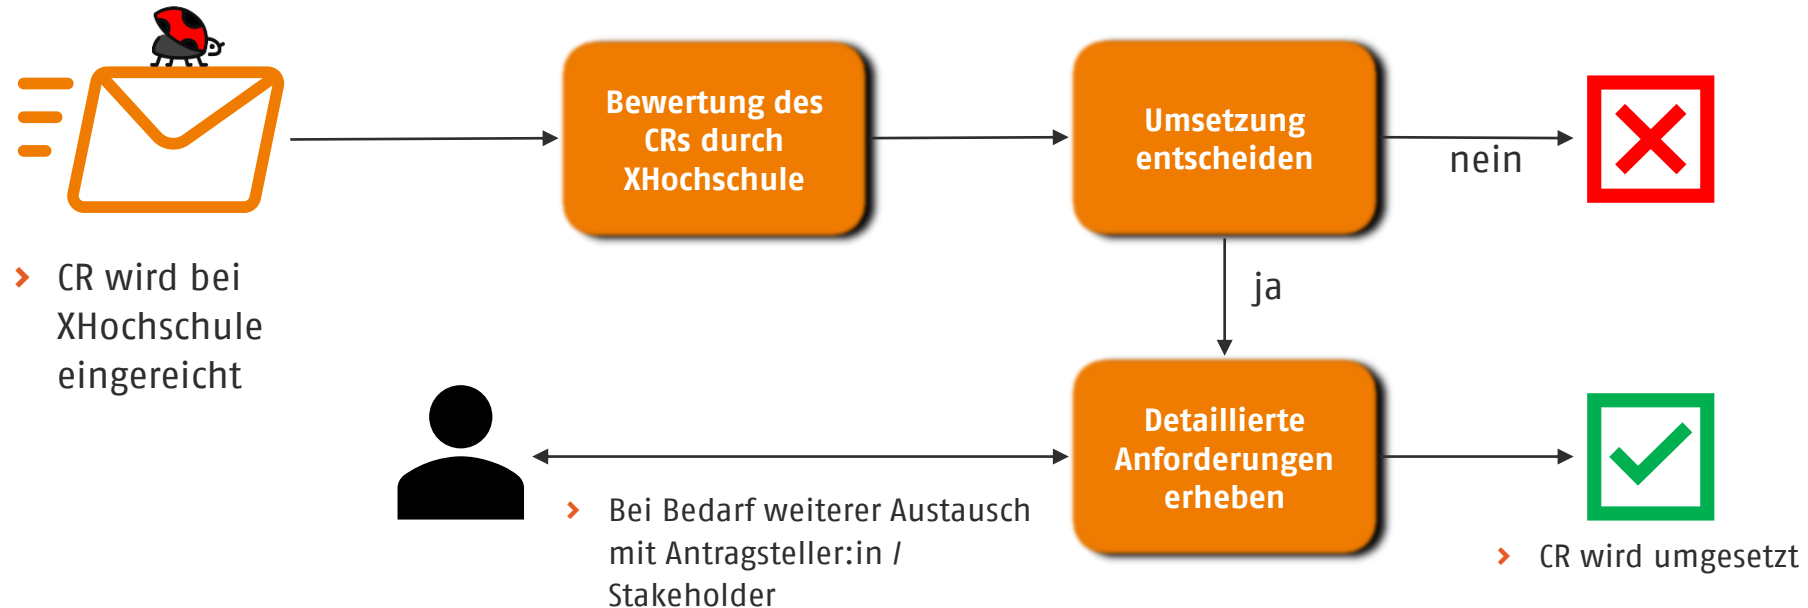 Bewertung des
CRs durch
XHochschule
Umsetzung
entscheiden
nein
CR wird bei
XHochschule
eingereicht
ja
Detaillierte
Anforderungen
erheben
Bei Bedarf weiterer Austausch
mit Antragsteller:in /
Stakeholder
CR wird umgesetzt